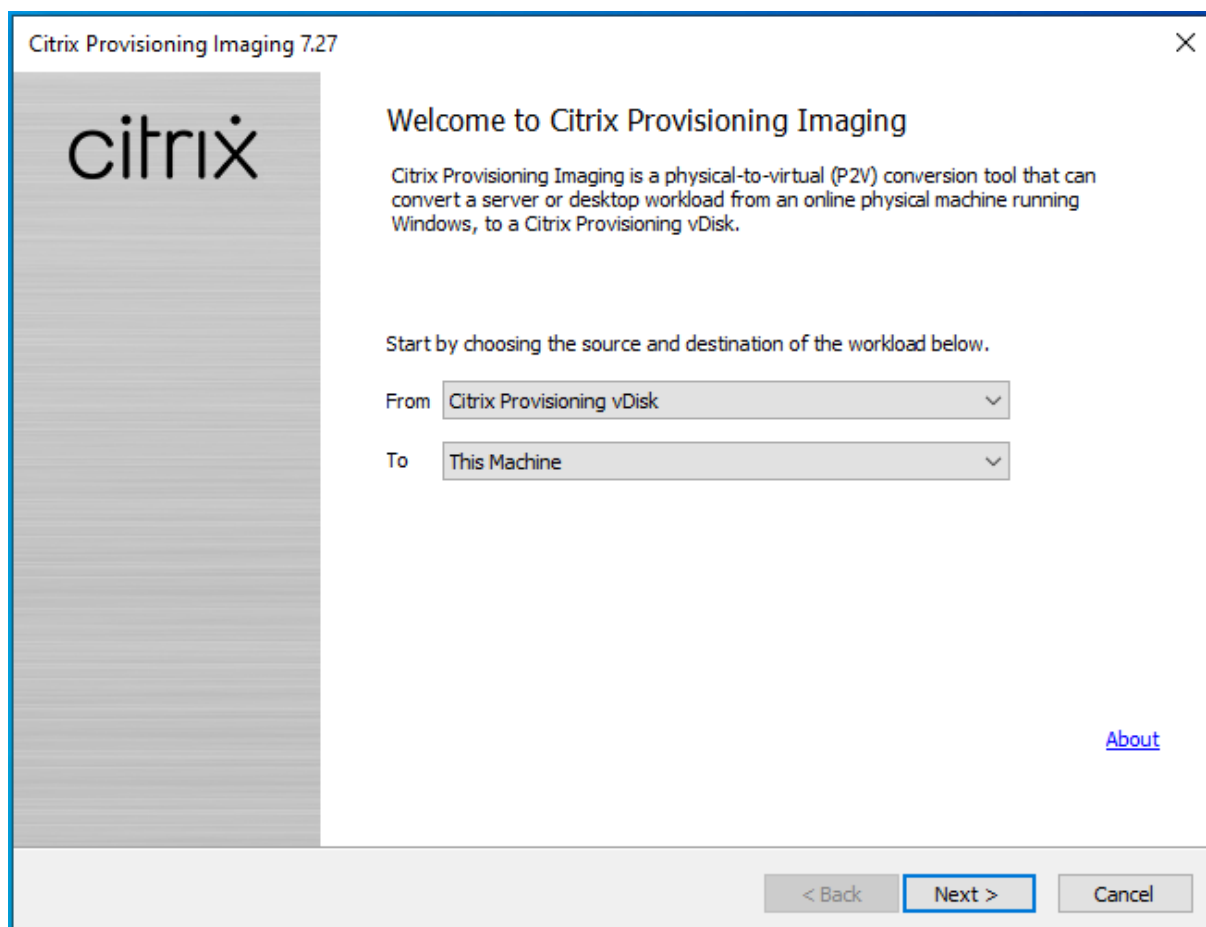 Citrix Provisioning Imaging 7.27
citrix
Welcome to Citrix Provisioning Imaging
Citrix Provisioning Imaging is a physical-to-virtual (P2V) conversion tool that can
convert a server or desktop workload from an online physical machine running
Windows, to a Citrix Provisioning vDisk.
Start by choosing the source and destination of the workload below.
From Citrix Provisioning vDisk
To This Machine
About
< Back Next > Cancel